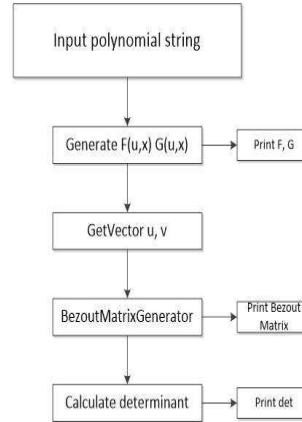 Input polynomial string
Generate F(u,x) G(u,x)
Print F, G
GetVector u, v
BezoutMatrixGenerator
Print Bezout
Matrix
Calculate determinant
Print det